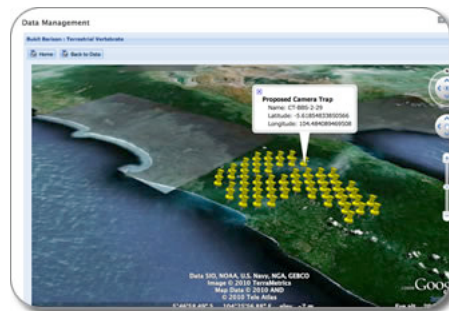 Data Management
Bukit Barisan : Terrestrial Vertebrate
Home
Back to Data
Proposed Camera Trap
Name: CT-BBS-2-29
Latitude: -5.61854833850566
Longitude: 104.484089469508
Data SIO, NOAA, U.S. Navy, NGA, GEBCO
Image © 2010 TerraMetrics
Map Data © 2010 AND
© 2010 Tele Atlas
Goo